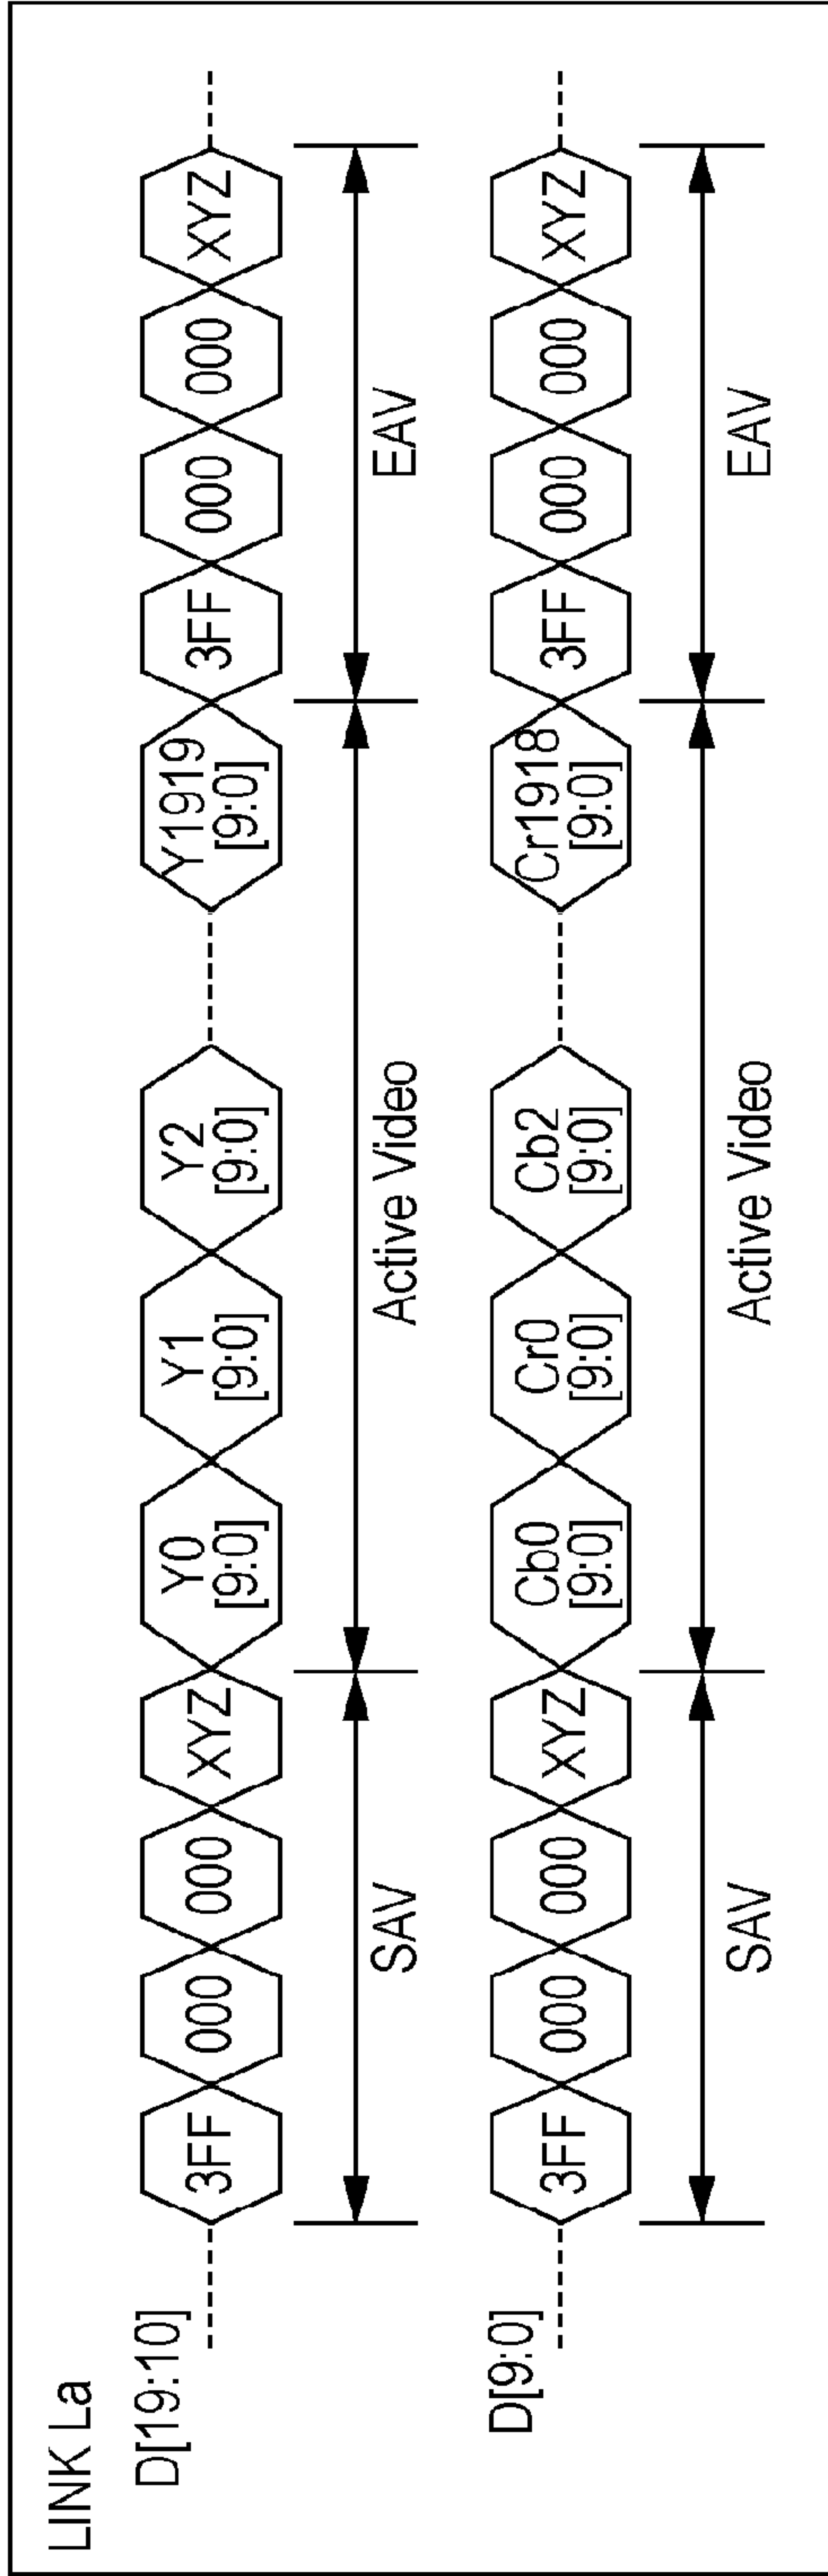 LINK La
D[19:10]
3FF 000 000 XYZ Y0 [9:0] Y1 [9:0] Y2 [9:0] Y1919 [9:0] 3FF 000 000 XYZ
SAV Active Video EAV
D[9:0]
3FF 000 000 XYZ Cb0 [9:0] Cr0 [9:0] Cb2 [9:0] Cr1918 [9:0] 3FF 000 000 XYZ
SAV Active Video EAV